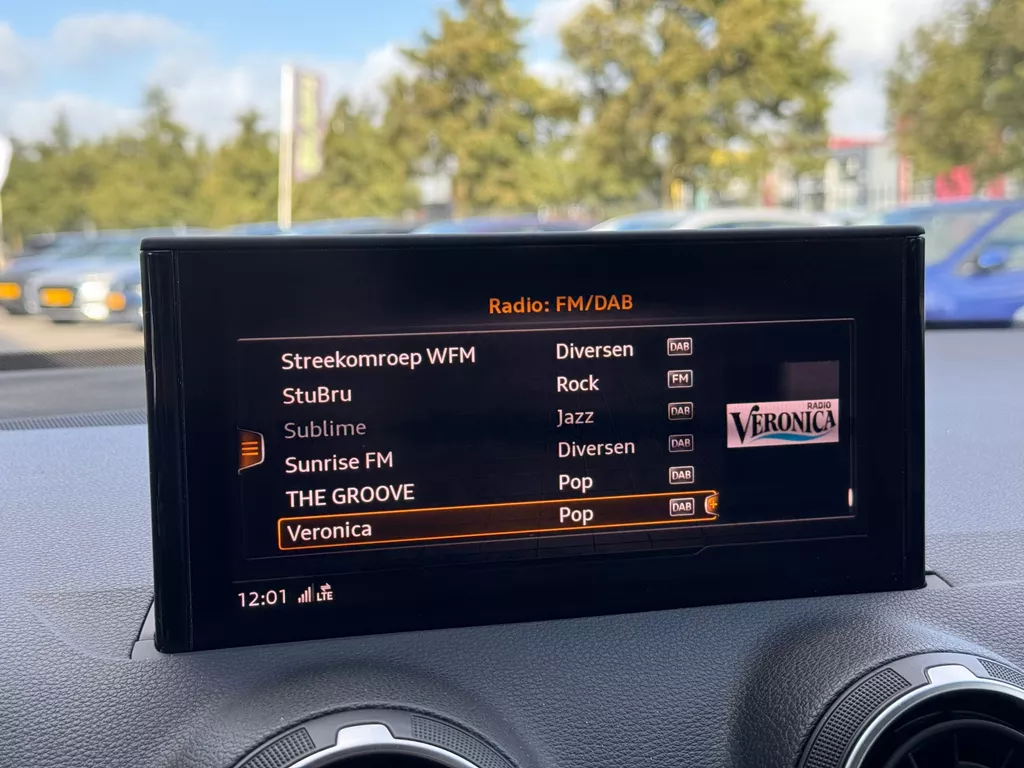 Radio: FM/DAB
Streekomroep WFM Diversen DAB
StuBru Rock FM
Sublime Jazz DAB
Sunrise FM Diversen DAB
THE GROOVE Pop DAB
Veronica Pop DAB
RADIO
VERONICA
12:01 LTE